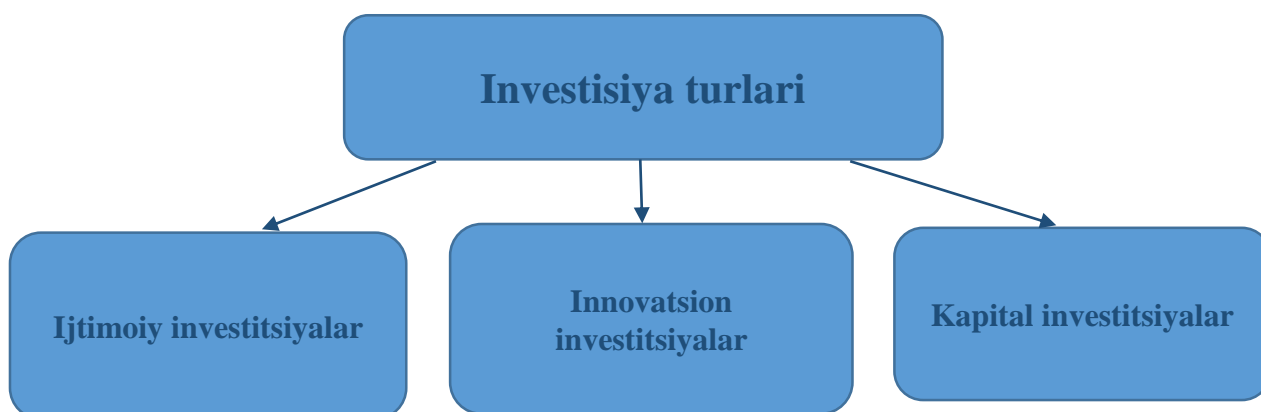 Investisiya turlari
Ijtimoiy investitsiyalar
Innovatsion
investitsiyalar
Kapital investitsiyalar